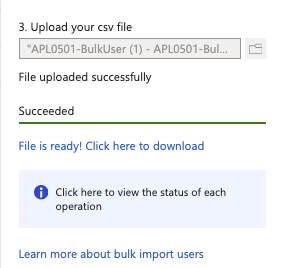 3. Upload your csv file
"APL0501-BulkUser (1) - APL0501-Bul...
File uploaded successfully
Succeeded
File is ready! Click here to download
Click here to view the status of each
operation
Learn more about bulk import users